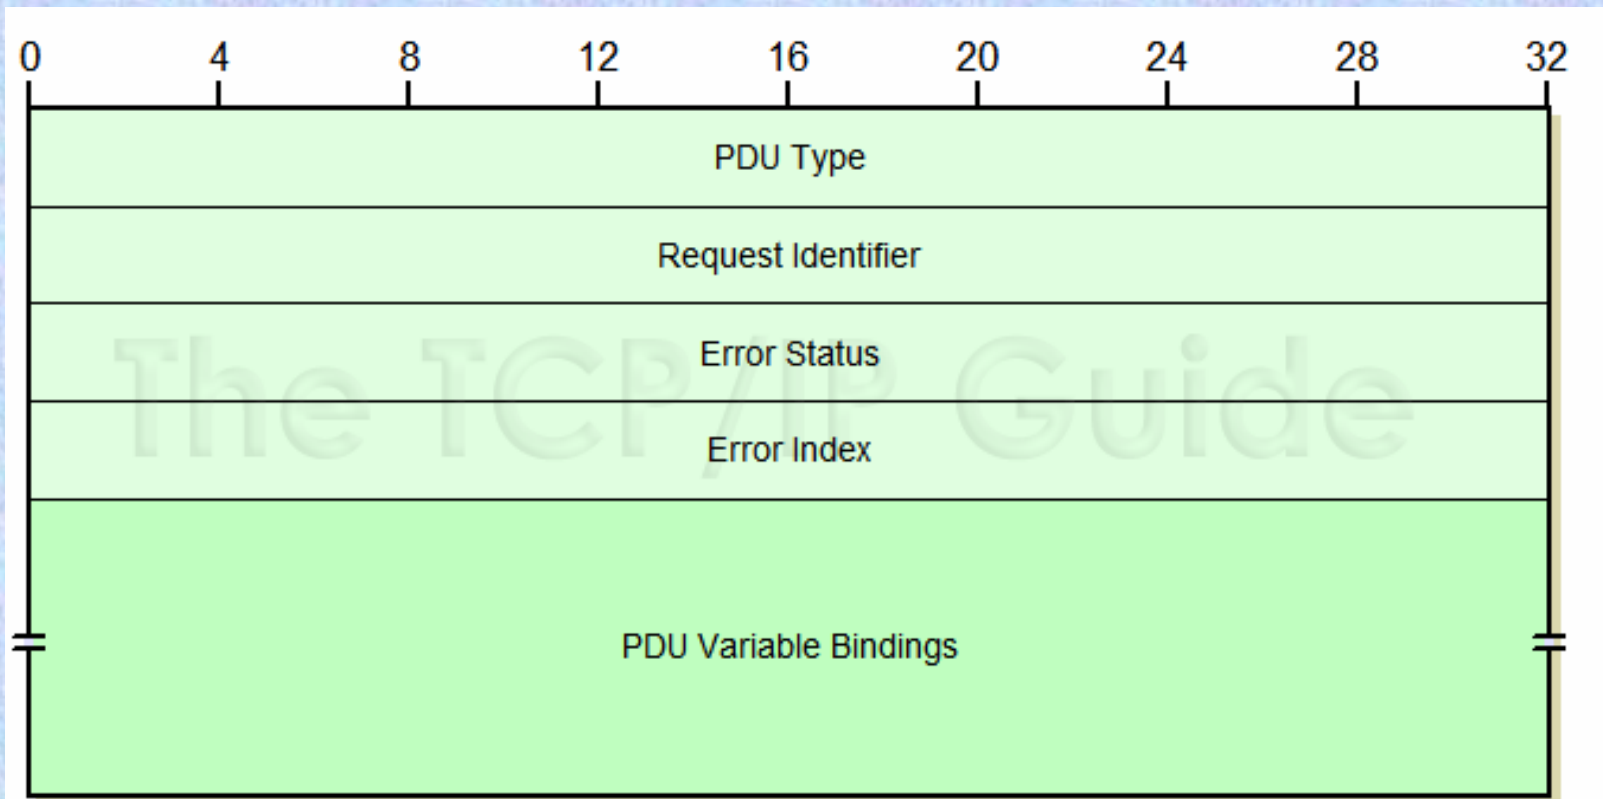 0 4 8 12 16 20 24 28 32
PDU Type
Request Identifier
Error Status
The TCP/IP Guide
Error Index
PDU Variable Bindings